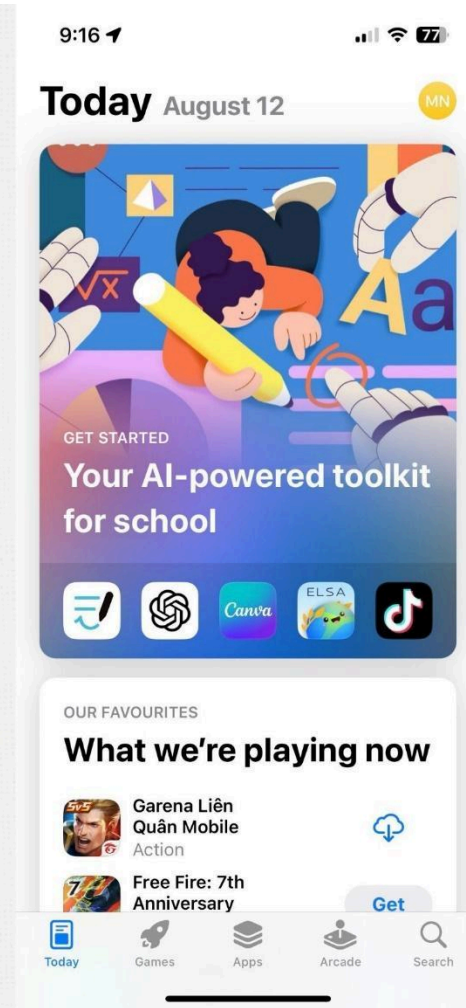 9:16
77
Today August 12
MN
√x
Aa
GET STARTED
Your AI-powered toolkit
for school
Canva
ELSA
OUR FAVOURITES
What we’re playing now
5v5
Garena Liên
Quân Mobile
Action
7
Free Fire: 7th
Anniversary
Get
Today
Games
Apps
Arcade
Search